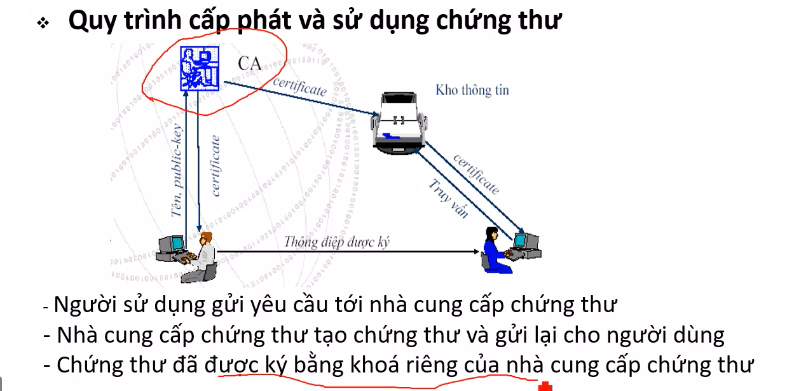 ❖ Quy trình cấp phát và sử dụng chứng thư
CA
certificate
Kho thông tin
Tên, public-key
certificate
certificate
Truy vấn
Thông điệp được ký
- Người sử dụng gửi yêu cầu tới nhà cung cấp chứng thư
- Nhà cung cấp chứng thư tạo chứng thư và gửi lại cho người dùng
- Chứng thư đã được ký bằng khoá riêng của nhà cung cấp chứng thư